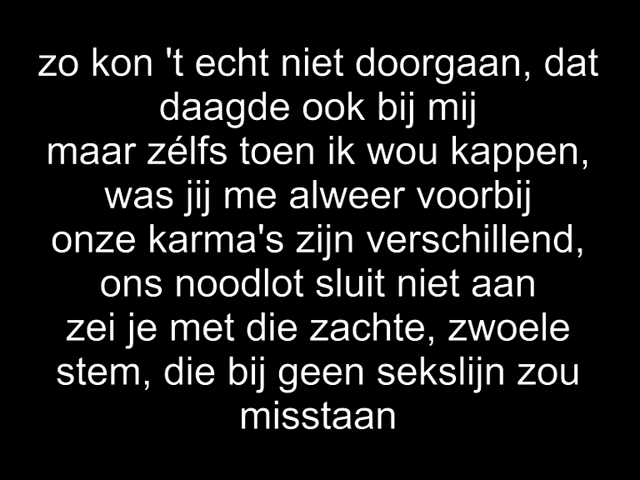 zo kon 't echt niet doorgaan, dat
daagde ook bij mij
maar zélfs toen ik wou kappen,
was jij me alweer voorbij
onze karma's zijn verschillend,
ons noodlot sluit niet aan
zei je met die zachte, zwoele
stem, die bij geen sekslijn zou
misstaan